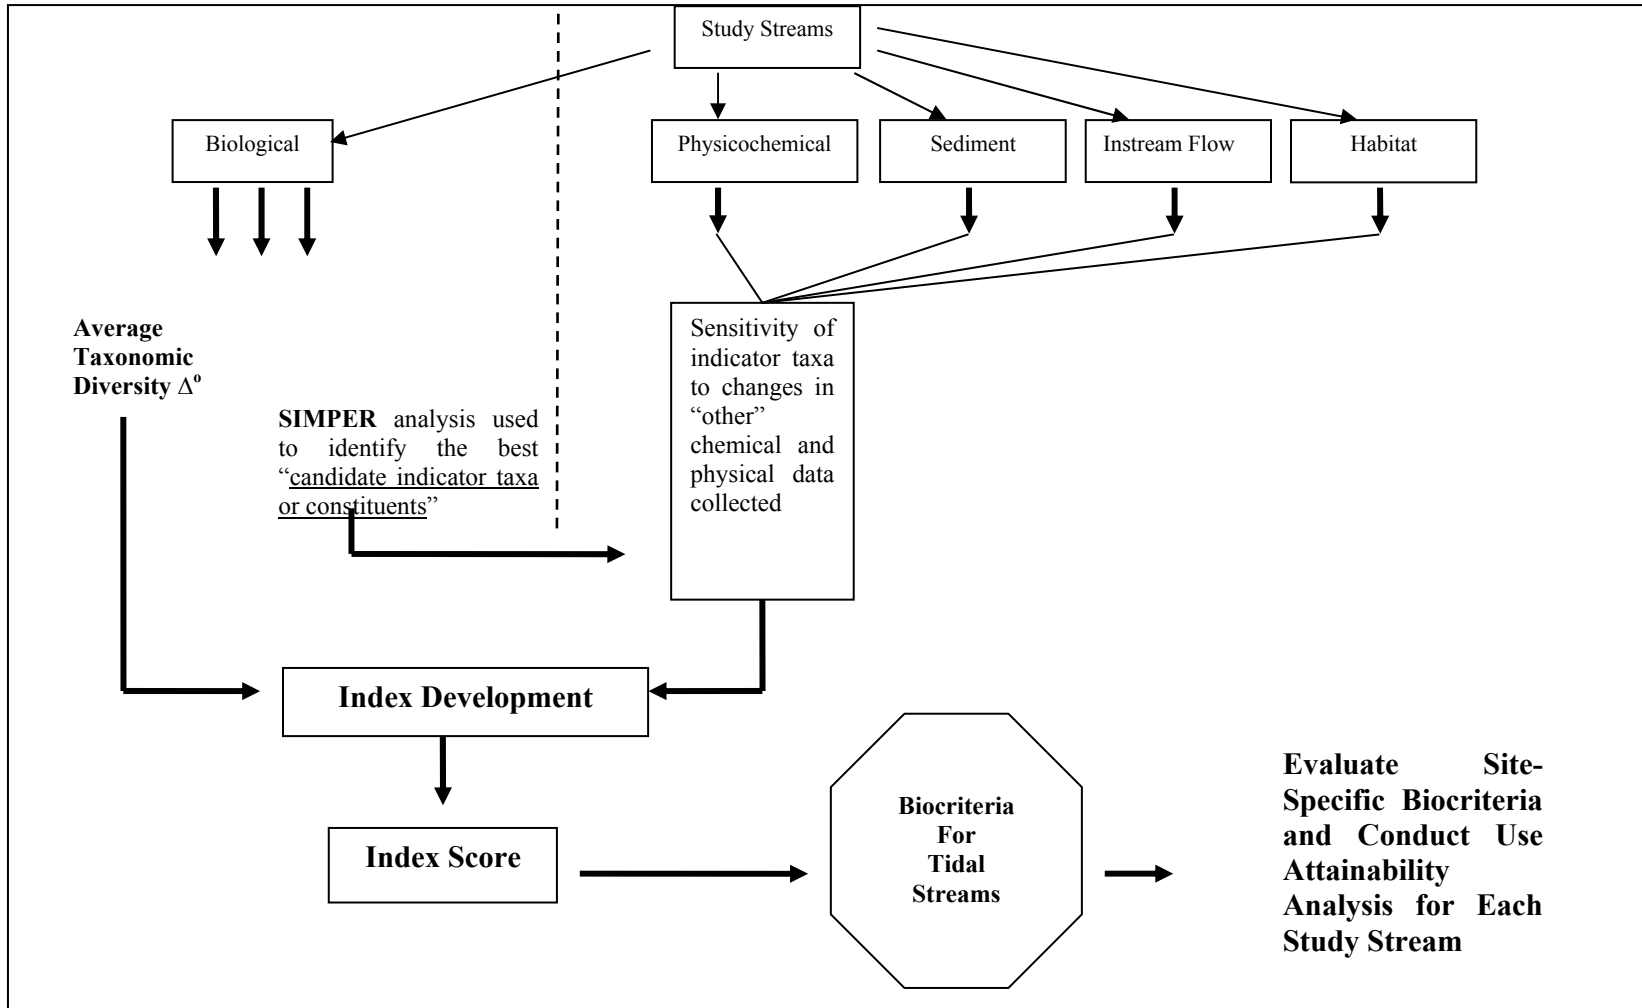 Study Streams
Biological
Physicochemical
Sediment
Instream Flow
Habitat
Average
Taxonomic
Diversity Δº
SIMPER analysis used
to identify the best
“candidate indicator taxa
or constituents”
Sensitivity of
indicator taxa
to changes in
“other”
chemical and
physical data
collected
Index Development
Index Score
Biocriteria
For
Tidal
Streams
Evaluate Site-
Specific Biocriteria
and Conduct Use
Attainability
Analysis for Each
Study Stream